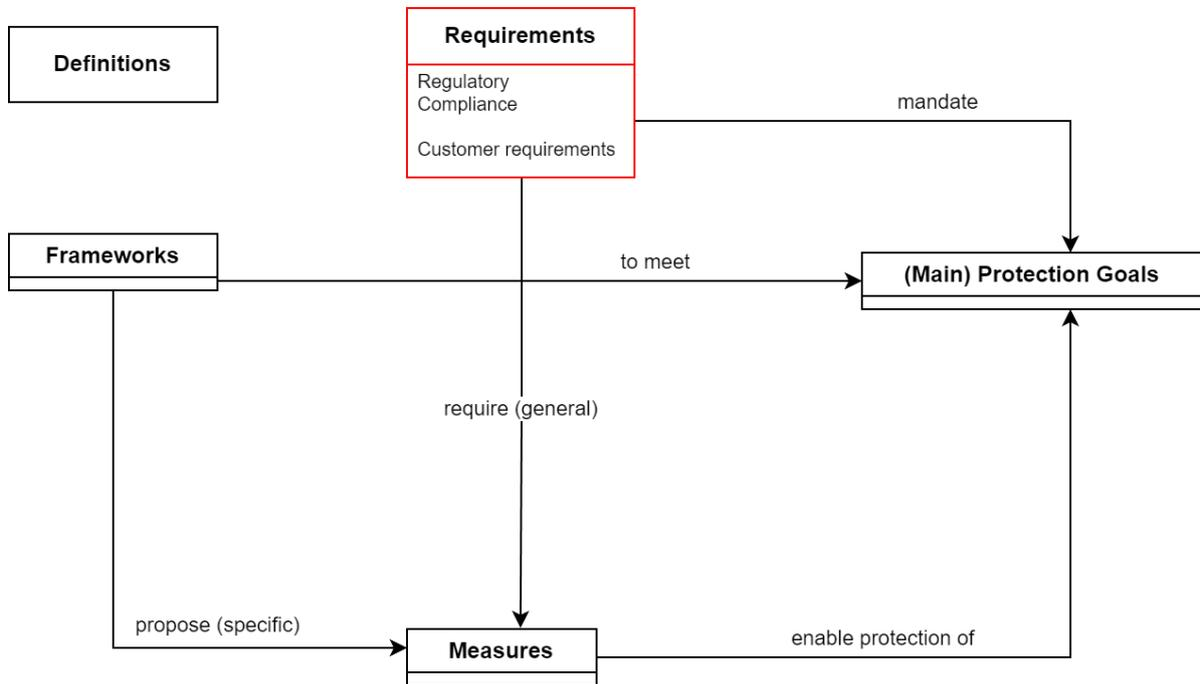 Requirements
Definitions
Regulatory
Compliance
mandate
Customer requirements
Frameworks
to meet
(Main) Protection Goals
require (general)
propose (specific)
enable protection of
Measures